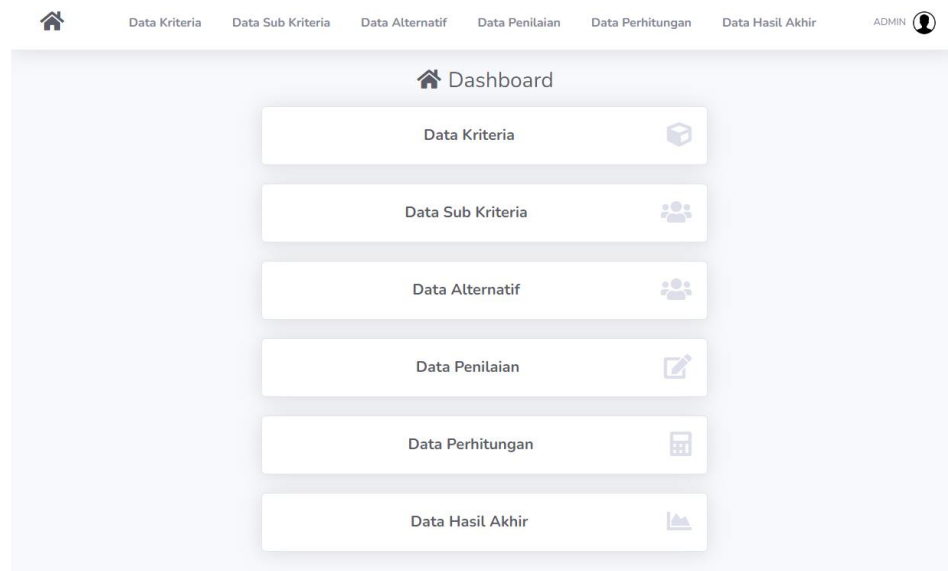 Data Kriteria Data Sub Kriteria Data Alternatif Data Penilaian Data Perhitungan Data Hasil Akhir ADMIN
Dashboard
Data Kriteria
Data Sub Kriteria
Data Alternatif
Data Penilaian
Data Perhitungan
Data Hasil Akhir